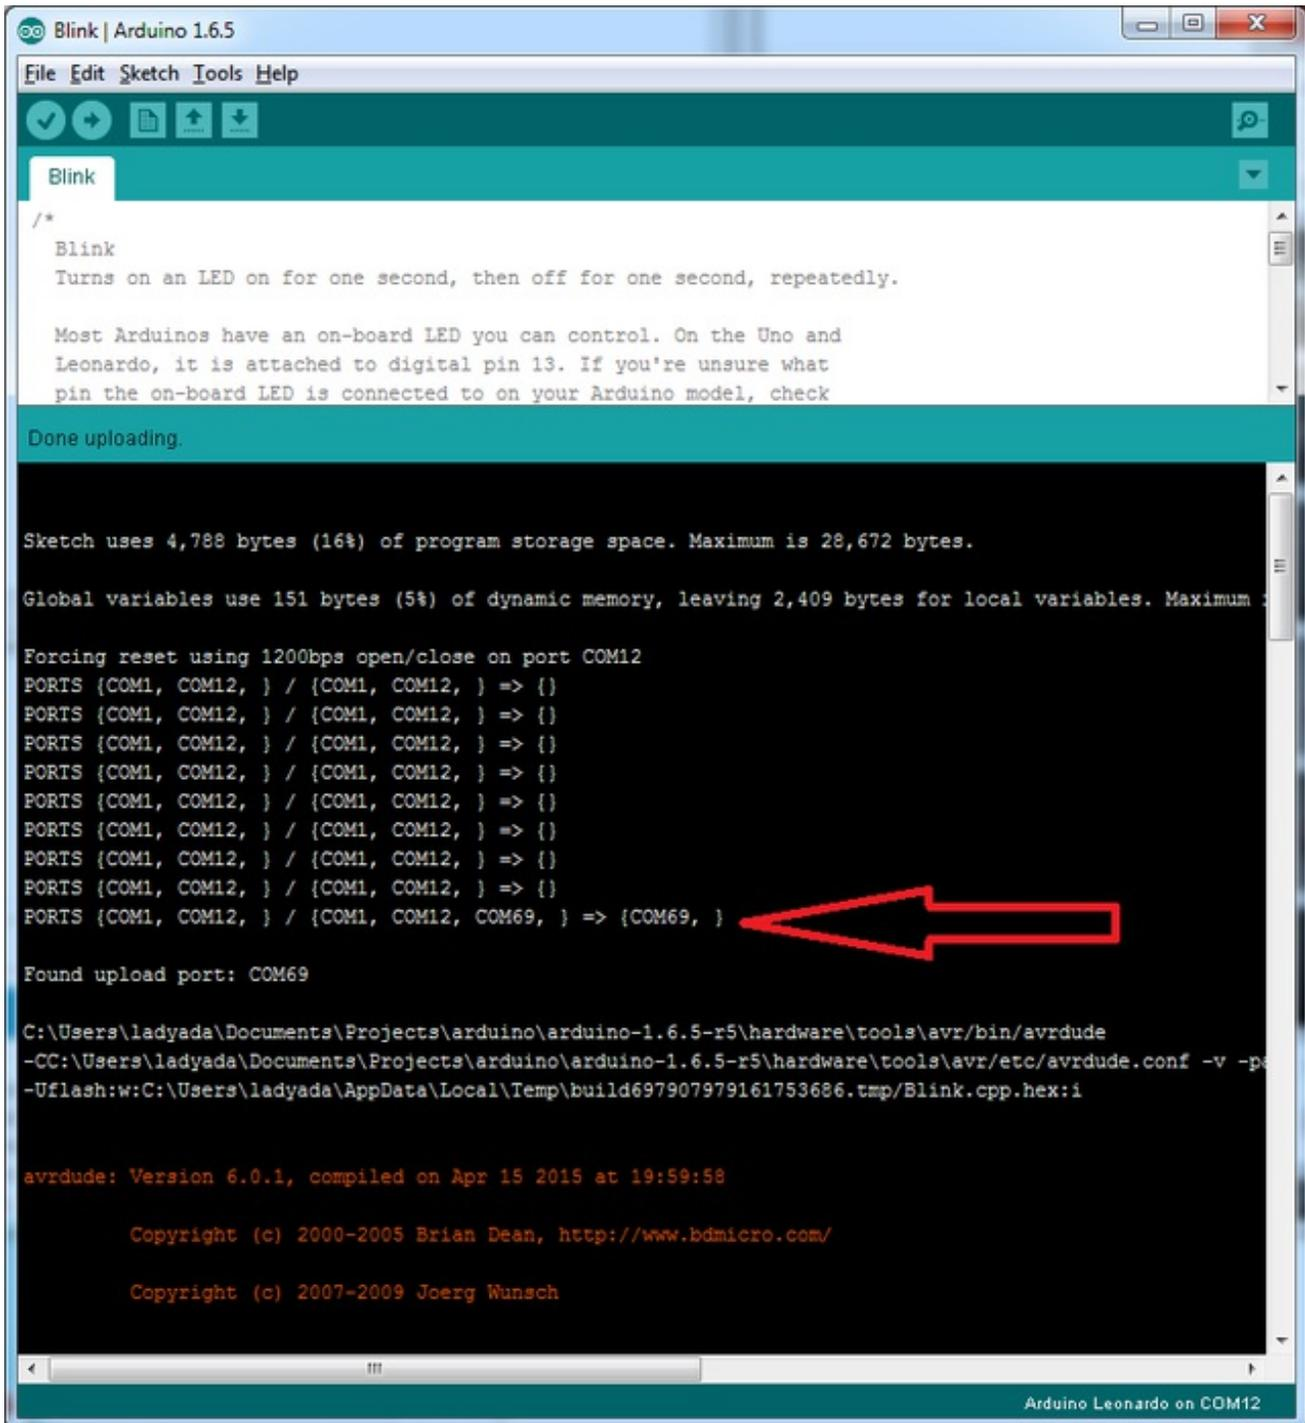 Blink | Arduino 1.6.5
File Edit Sketch Tools Help
Blink
/*
Blink
Turns on an LED on for one second, then off for one second, repeatedly.
Most Arduinos have an on-board LED you can control. On the Uno and
Leonardo, it is attached to digital pin 13. If you're unsure what
pin the on-board LED is connected to on your Arduino model, check
Done uploading.
Sketch uses 4,788 bytes (16%) of program storage space. Maximum is 28,672 bytes.
Global variables use 151 bytes (5%) of dynamic memory, leaving 2,409 bytes for local variables. Maximum
Forcing reset using 1200bps open/close on port COM12
PORTS {COM1, COM12, } / {COM1, COM12, } => {}
PORTS {COM1, COM12, } / {COM1, COM12, } => {}
PORTS {COM1, COM12, } / {COM1, COM12, } => {}
PORTS {COM1, COM12, } / {COM1, COM12, } => {}
PORTS {COM1, COM12, } / {COM1, COM12, } => {}
PORTS {COM1, COM12, } / {COM1, COM12, } => {}
PORTS {COM1, COM12, } / {COM1, COM12, } => {}
PORTS {COM1, COM12, } / {COM1, COM12, } => {}
PORTS {COM1, COM12, } / {COM1, COM12, COM69, } => {COM69, }
Found upload port: COM69
C:\Users\ladyada\Documents\Projects\arduino\arduino-1.6.5-r5\hardware\tools\avr/bin/avrdude
-CC:\Users\ladyada\Documents\Projects\arduino\arduino-1.6.5-r5\hardware\tools\avr/etc/avrdude.conf -v -pa
-Uflash:w:C:\Users\ladyada\AppData\Local\Temp\build697907979161753686.tmp/Blink.cpp.hex:i
avrdude: Version 6.0.1, compiled on Apr 15 2015 at 19:59:58
Copyright (c) 2000-2005 Brian Dean, http://www.bdmicro.com/
Copyright (c) 2007-2009 Joerg Wunsch
Arduino Leonardo on COM12